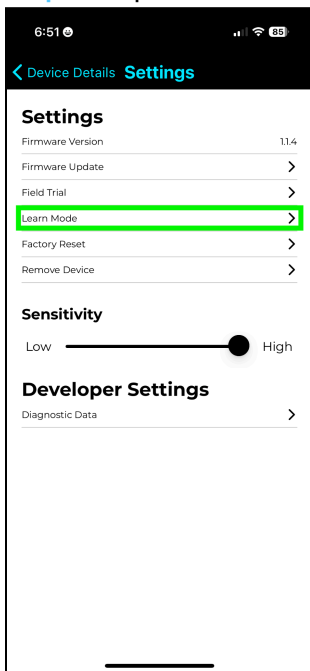 6:51
85
Device Details Settings
Settings
Firmware Version 1.1.4
Firmware Update
Field Trial
Learn Mode
Factory Reset
Remove Device
Sensitivity
Low High
Developer Settings
Diagnostic Data